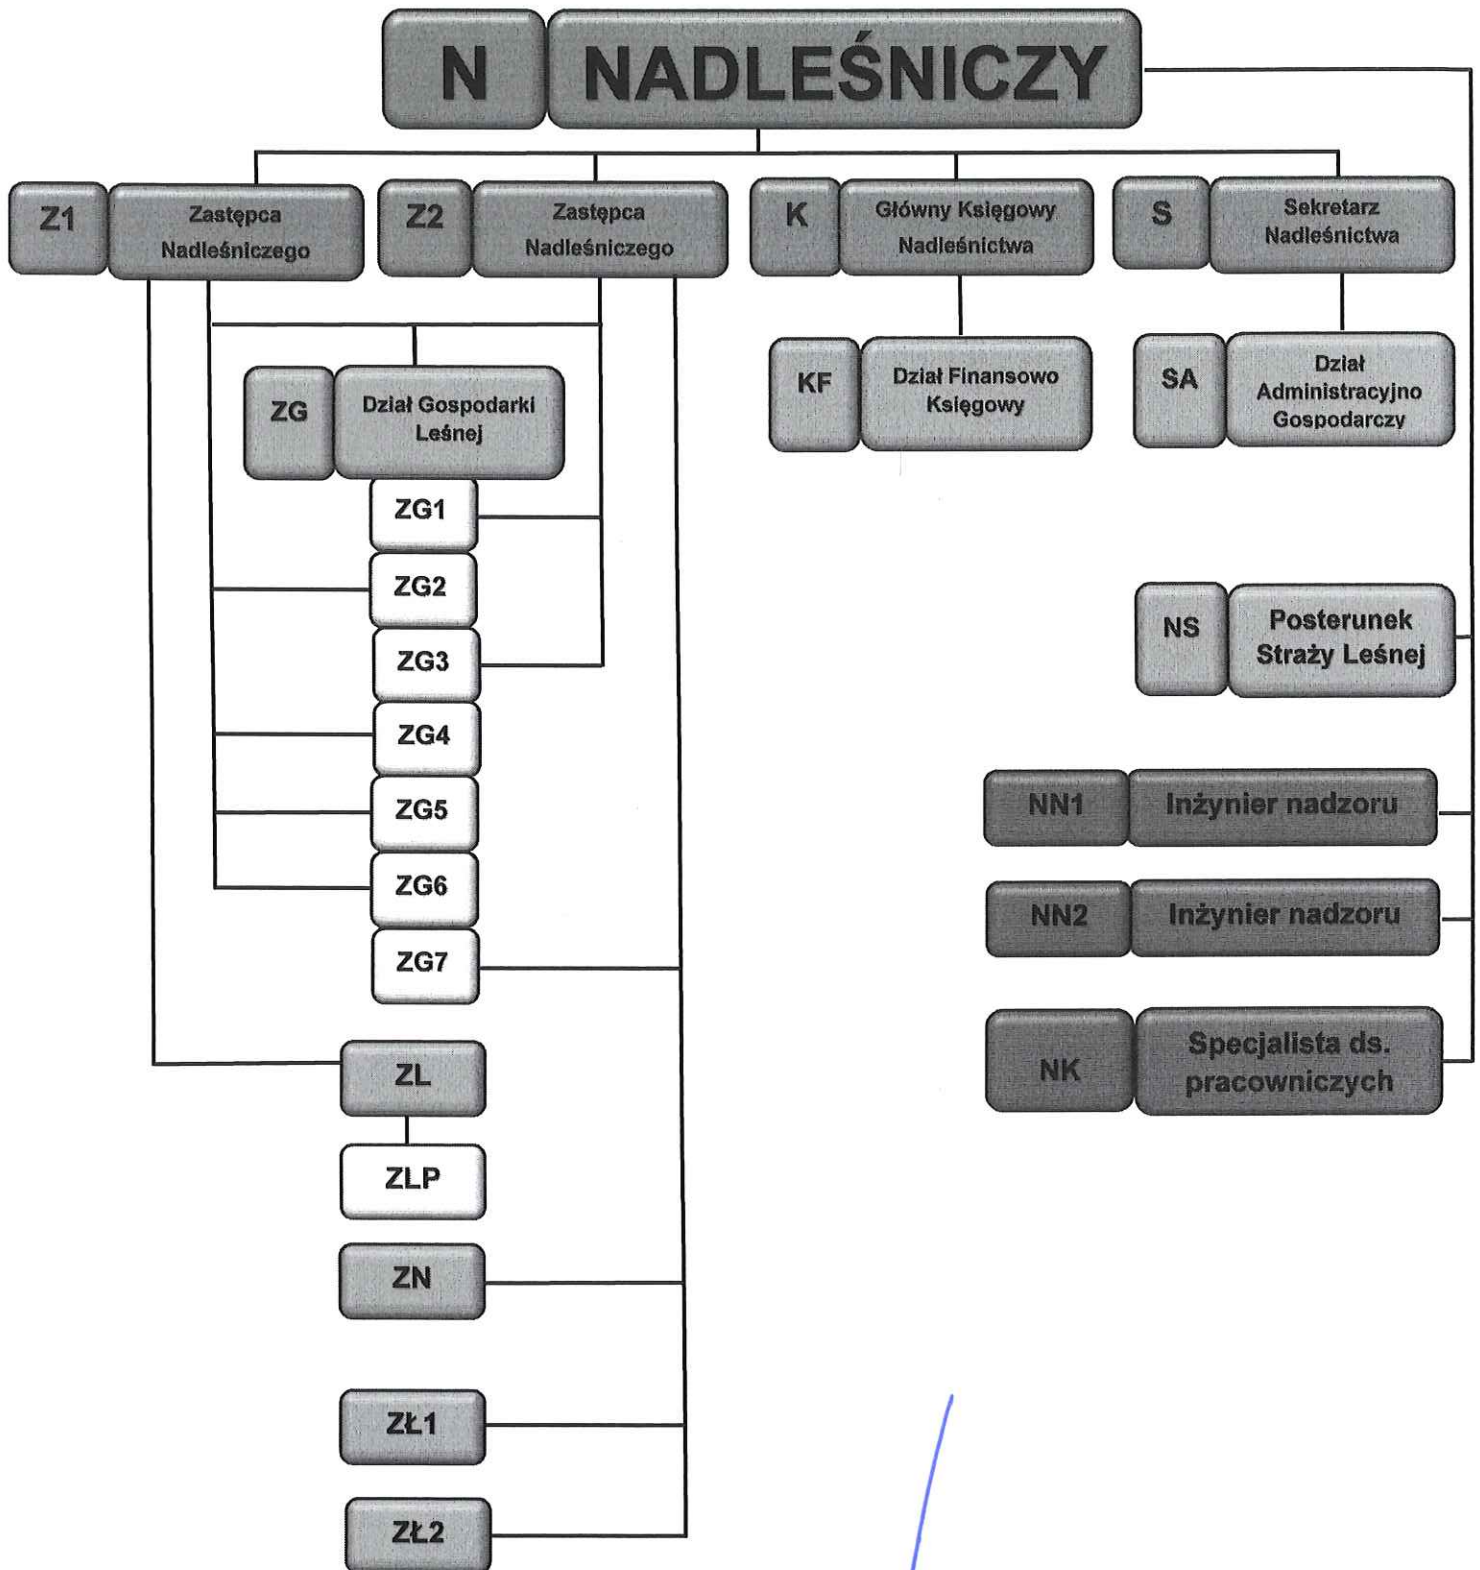 N NADLEŚNICZY
Z1 Zastępca
Nadleśniczego
Z2 Zastępca
Nadleśniczego
K Główny Księgowy
Nadleśnictwa
S Sekretarz
Nadleśnictwa
ZG Dział Gospodarki
Leśnej
KF Dział Finansowo
Księgowy
SA Dział
Administracyjno
Gospodarczy
ZG1
ZG2
ZG3
ZG4
ZG5
ZG6
ZG7
NS Posterunek
Straży Leśnej
NN1 Inżynier nadzoru
NN2 Inżynier nadzoru
NK Specjalista ds.
pracowniczych
ZL
ZLP
ZN
ZŁ1
ZŁ2